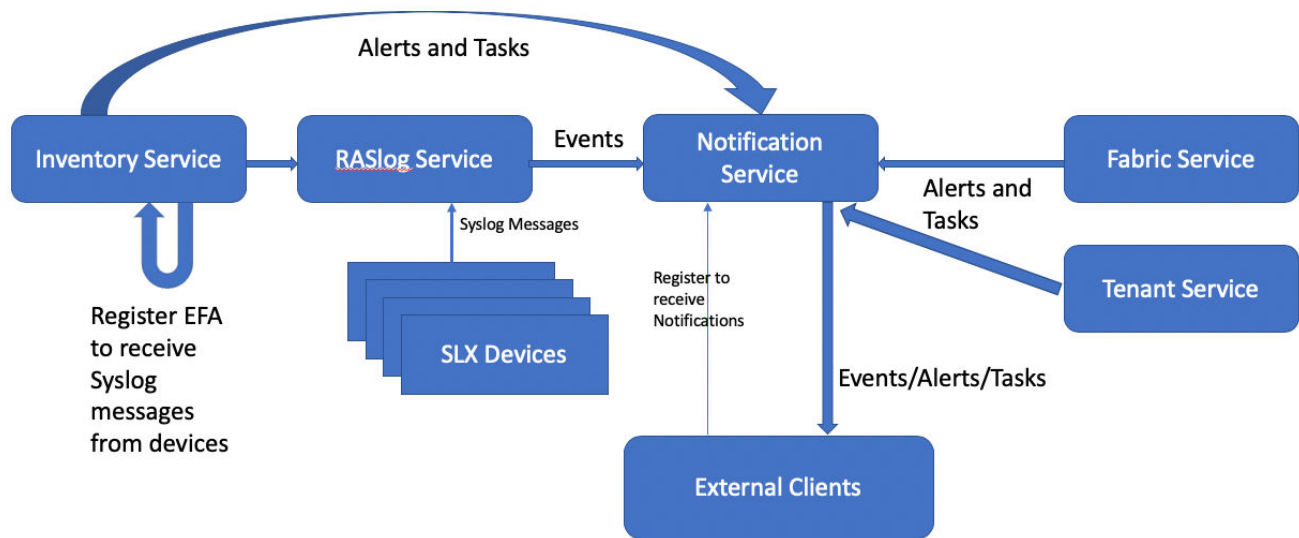 Alerts and Tasks
Inventory Service
RASlog Service
Events
Notification
Service
Fabric Service
Alerts and
Tasks
Syslog Messages
Register to
receive
Notifications
Tenant Service
Register EFA
to receive
Syslog
messages
from devices
SLX Devices
Events/Alerts/Tasks
External Clients